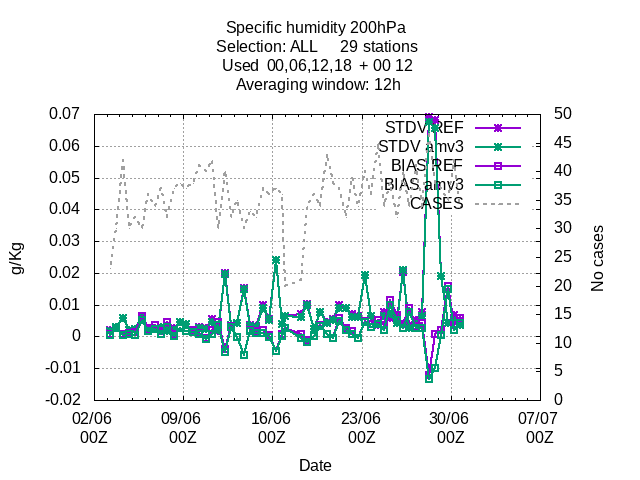 Specific humidity 200hPa
Selection: ALL 29 stations
Used 00,06,12,18 + 00 12
Averaging window: 12h
0.07 50
STDV REF
45
0.06
STDV amv3
40
0.05
BIAS REF
35
0.04
BIAS amv3
CASES
30
0.03
25
0.02
20
0.01
15
0
10
-0.01
5
-0.02 0
g/Kg
No cases
02/06 09/06 16/06 23/06 30/06 07/07
00Z 00Z 00Z 00Z 00Z 00Z
Date